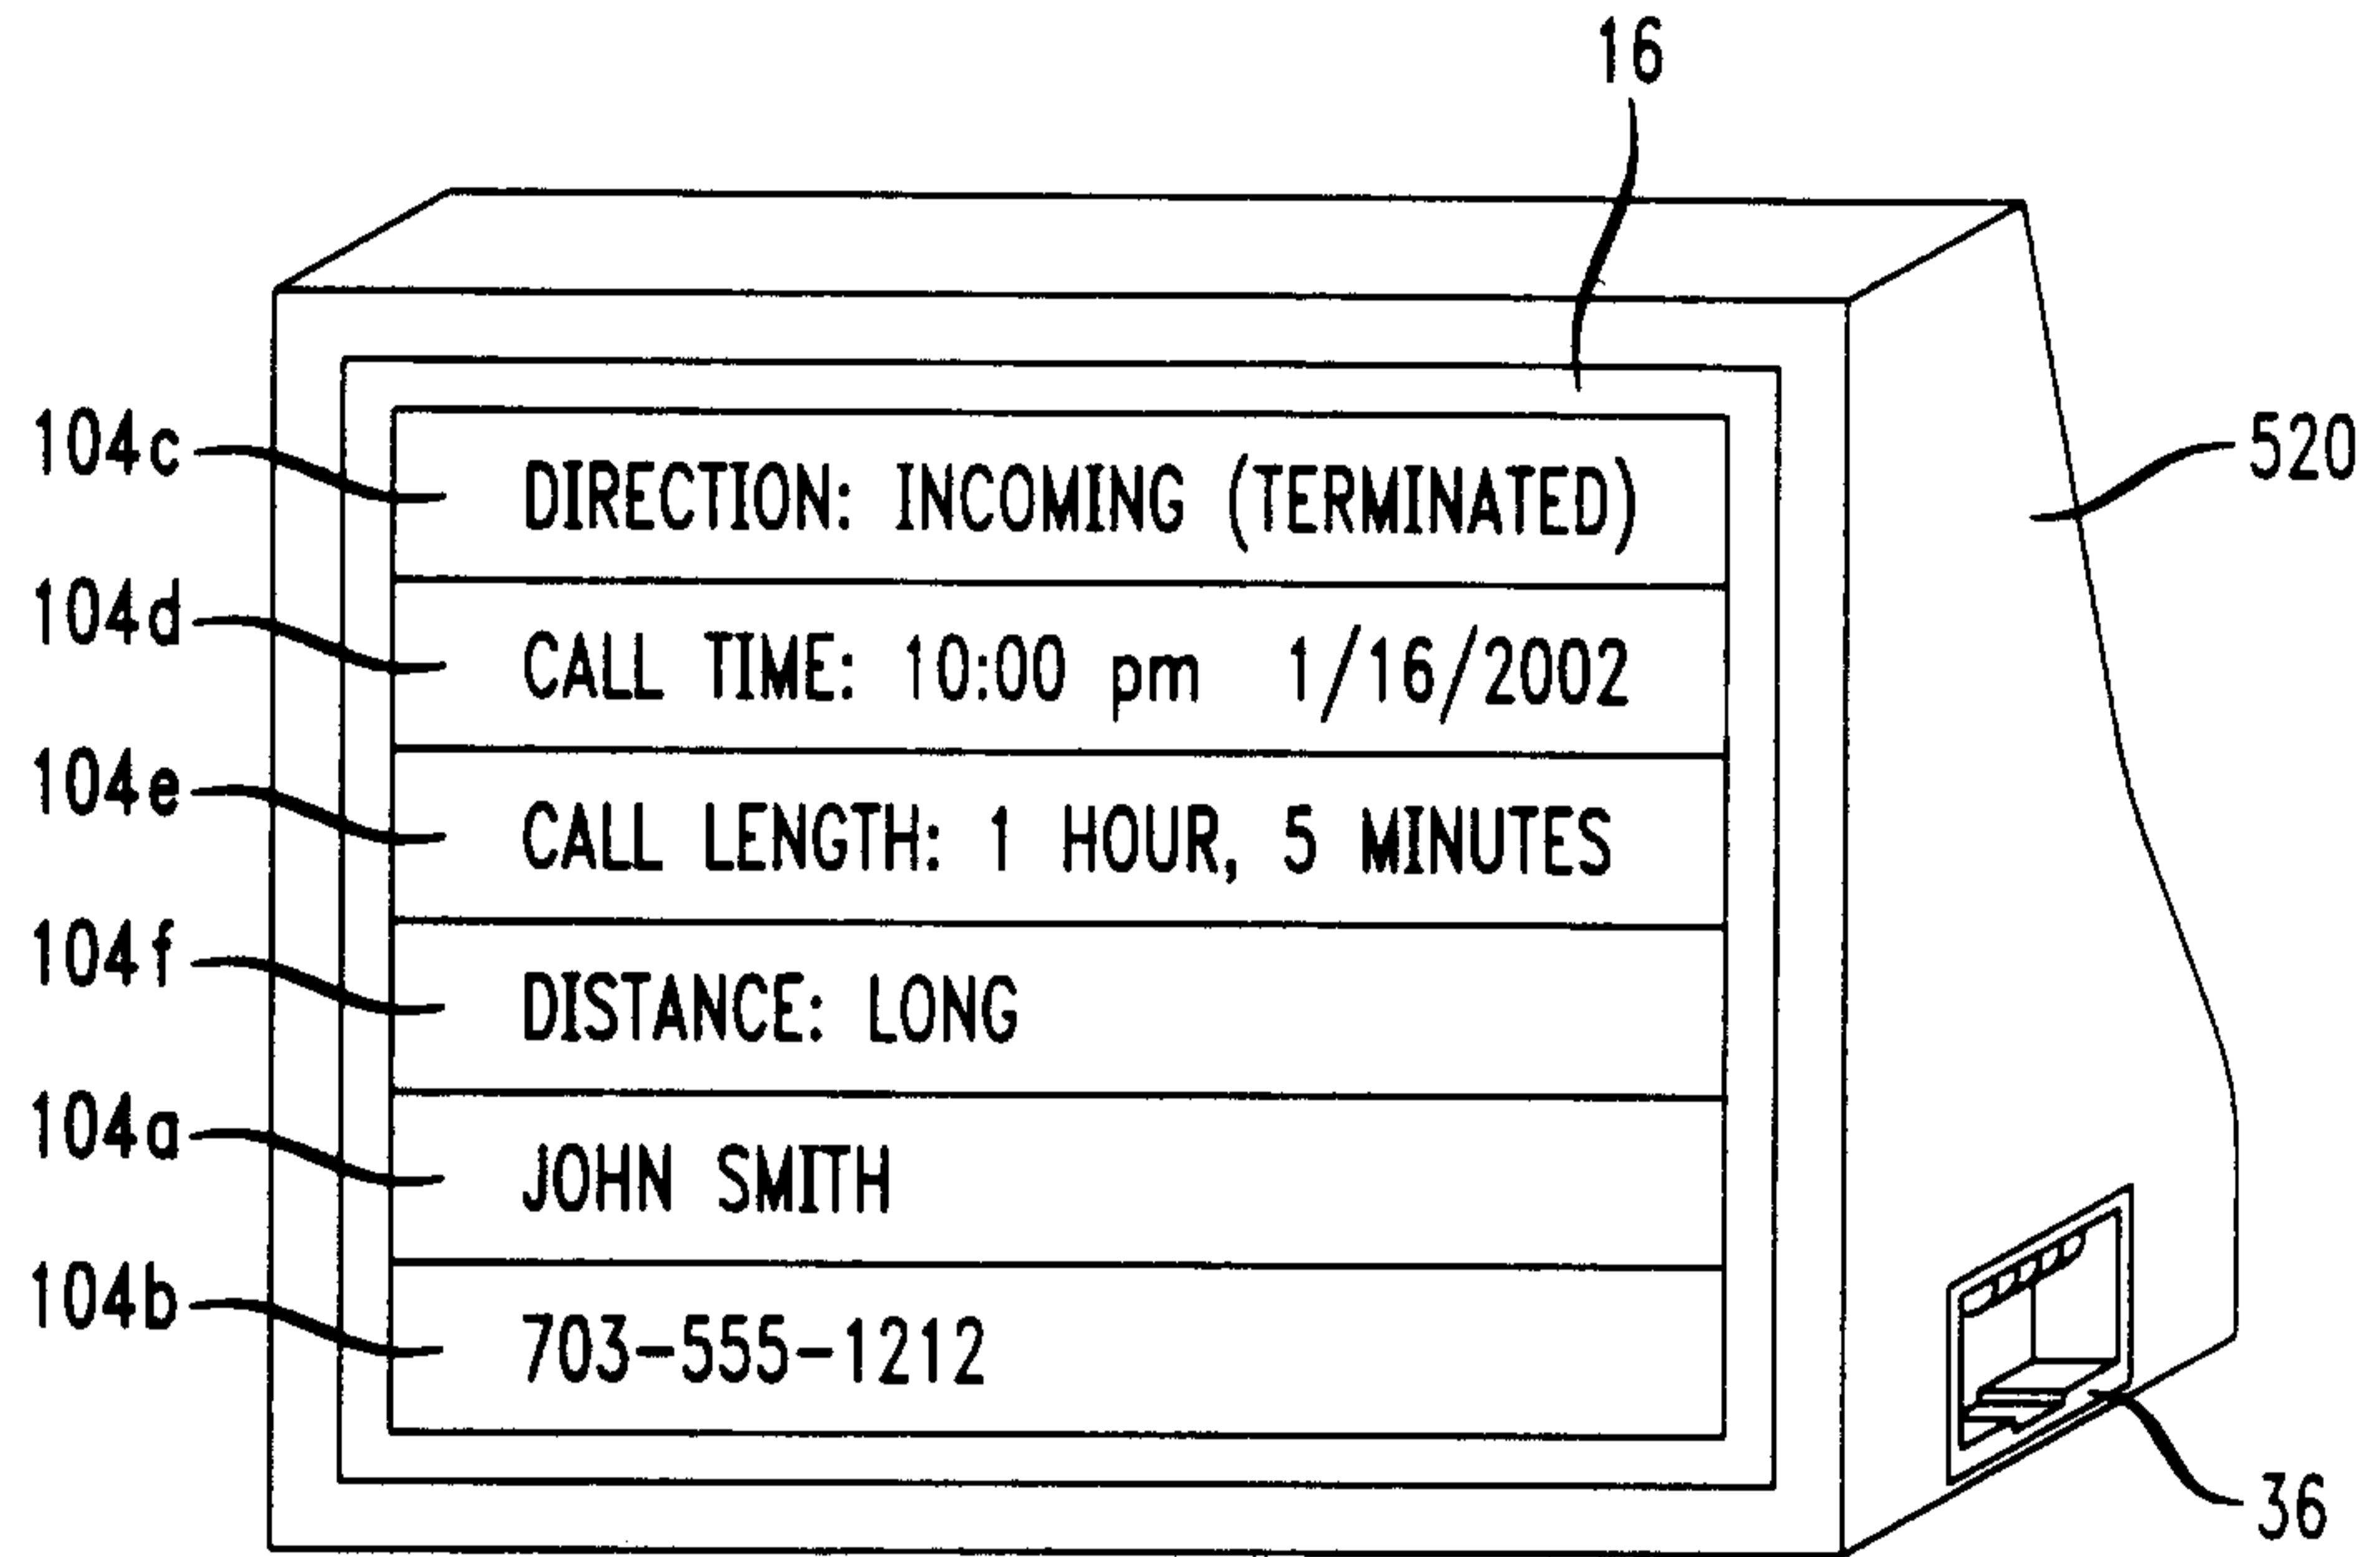 16
104c DIRECTION: INCOMING (TERMINATED) 520
104d CALL TIME: 10:00 pm 1/16/2002
104e CALL LENGTH: 1 HOUR, 5 MINUTES
104f DISTANCE: LONG
104a JOHN SMITH
104b 703-555-1212
36